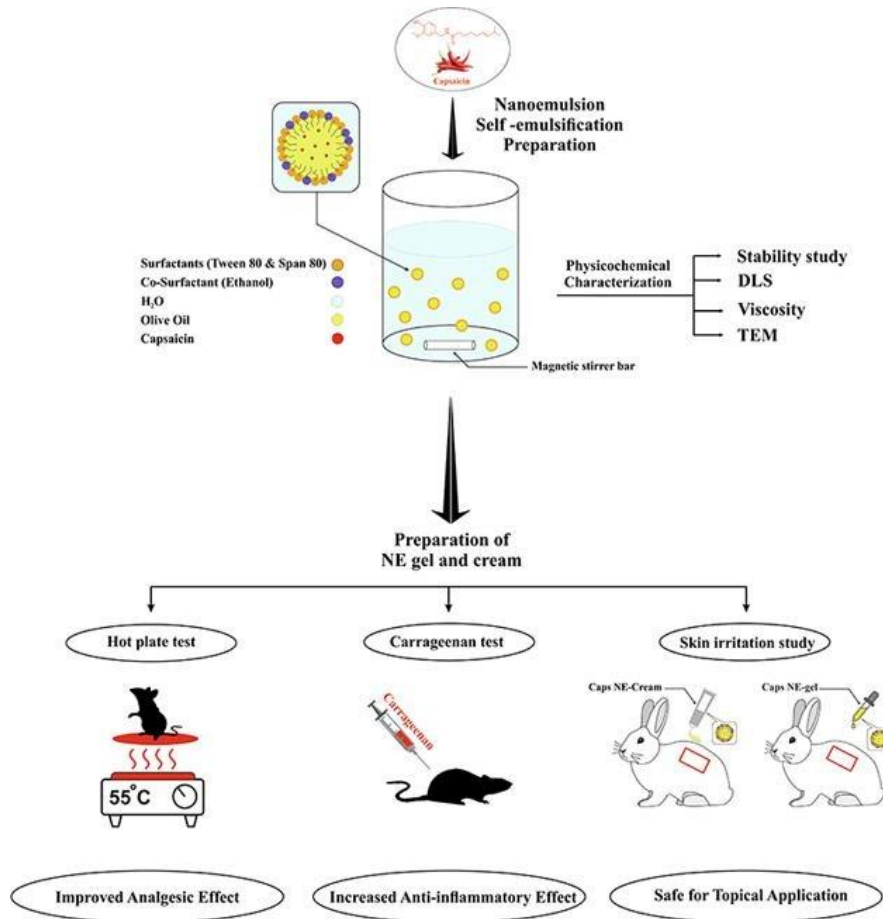 Capsaicin
Nanoemulsion
Self -emulsification
Preparation
Surfactants (Tween 80 & Span 80)
Co-Surfactant (Ethanol)
H₂O
Olive Oil
Capsaicin
Physicochemical
Characterization
Stability study
DLS
Viscosity
TEM
Magnetic stirrer bar
Preparation of
NE gel and cream
Hot plate test
Carrageenan test
Skin irritation study
Carrageenan
Caps NE-Cream
Caps NE-gel
55°C
Improved Analgesic Effect
Increased Anti-inflammatory Effect
Safe for Topical Application